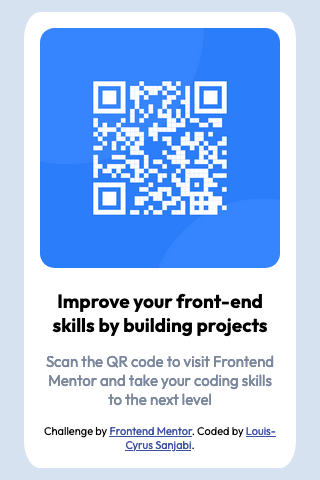 Improve your front-end
skills by building projects
Scan the QR code to visit Frontend
Mentor and take your coding skills
to the next level
Challenge by Frontend Mentor. Coded by Louis-
Cyrus Sanjabi.